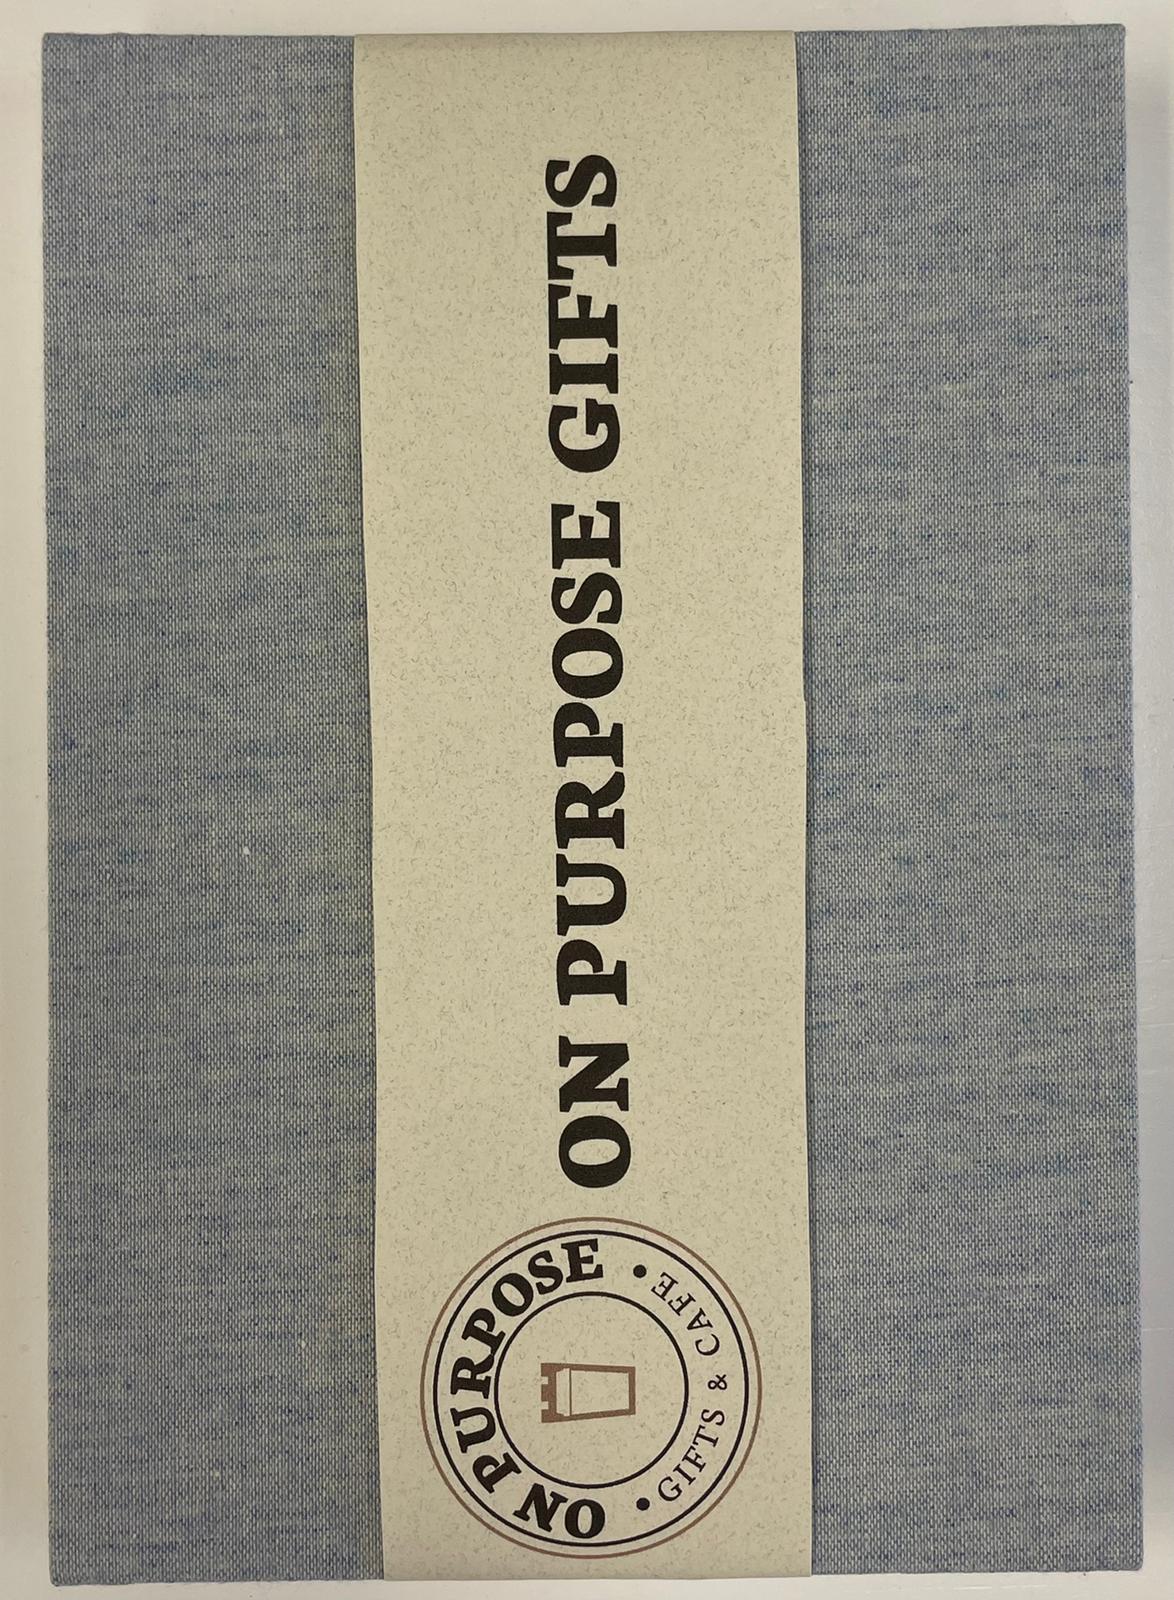 ON PURPOSE GIFTS
ON PURPOSE
• GIFTS & CAFE •